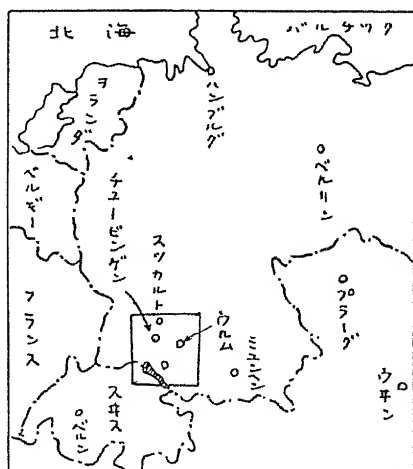 北海
バルチック
ヲランダ
ハンブルグ
ベルギー
チュービンゲン
ベルリン
スツカルト
フランス
ウルム
ミュンヘン
プラーグ
ウヰン
スヰス
ベルン